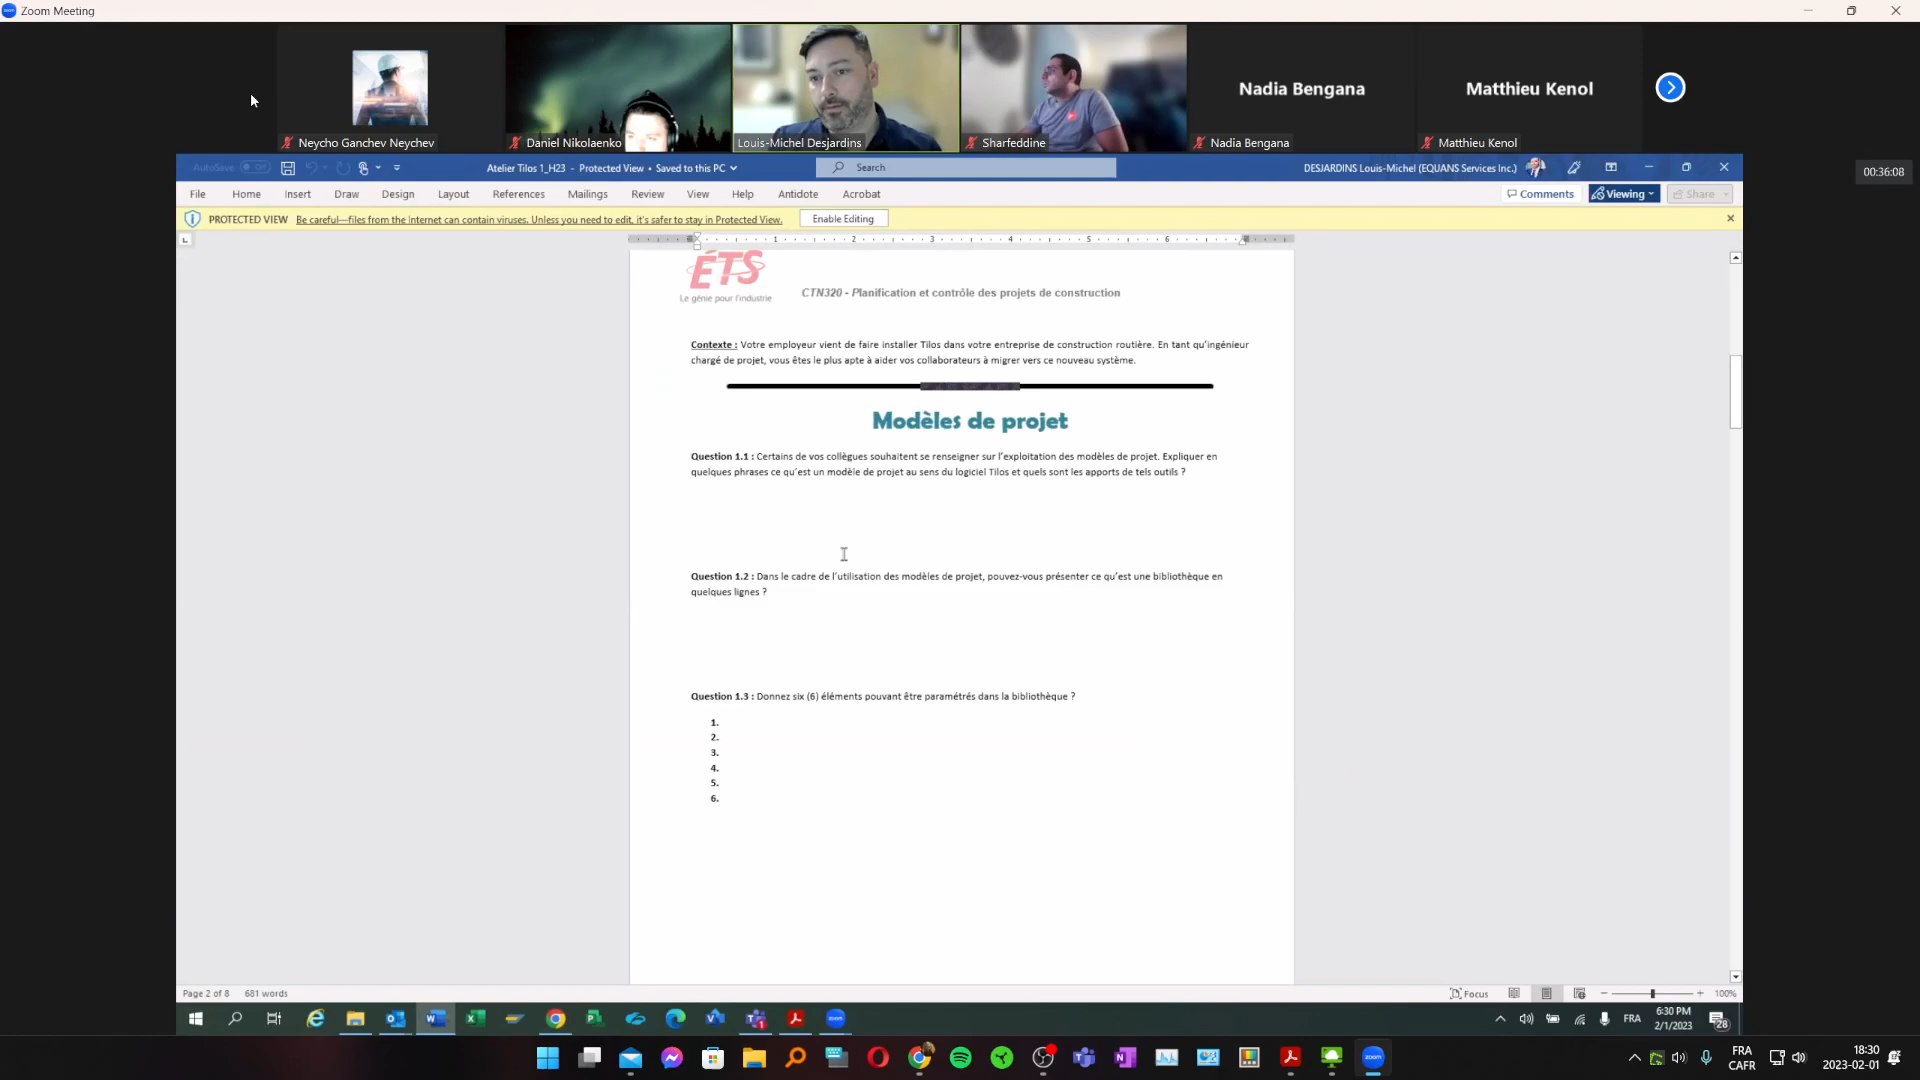 Zoom Meeting
Neycho Ganchev Neychev
Daniel Nikolaenko
Louis-Michel Desjardins
Sharfeddine
Nadia Bengana
Nadia Bengana
Matthieu Kenol
Matthieu Kenol
00:36:08
AutoSave Off
Atelier Tilos 1_H23 - Protected View • Saved to this PC
Search
DESJARDINS Louis-Michel (EQUANS Services Inc.)
File Home Insert Draw Design Layout References Mailings Review View Help Antidote Acrobat
Comments Viewing Share
PROTECTED VIEW Be careful—files from the Internet can contain viruses. Unless you need to edit, it's safer to stay in Protected View. Enable Editing
1 2 3 4 5 6
ÉTS
Le génie pour l'industrie
CTN320 - Planification et contrôle des projets de construction
Contexte : Votre employeur vient de faire installer Tilos dans votre entreprise de construction routière. En tant qu'ingénieur
chargé de projet, vous êtes le plus apte à aider vos collaborateurs à migrer vers ce nouveau système.
Modèles de projet
Question 1.1 : Certains de vos collègues souhaitent se renseigner sur l'exploitation des modèles de projet. Expliquer en
quelques phrases ce qu'est un modèle de projet au sens du logiciel Tilos et quels sont les apports de tels outils ?
Question 1.2 : Dans le cadre de l'utilisation des modèles de projet, pouvez-vous présenter ce qu'est une bibliothèque en
quelques lignes ?
Question 1.3 : Donnez six (6) éléments pouvant être paramétrés dans la bibliothèque ?
1.
2.
3.
4.
5.
6.
Page 2 of 8 681 words
Focus
100%
FRA
6:30 PM
2/1/2023
28
FRA
CAFR
18:30
2023-02-01